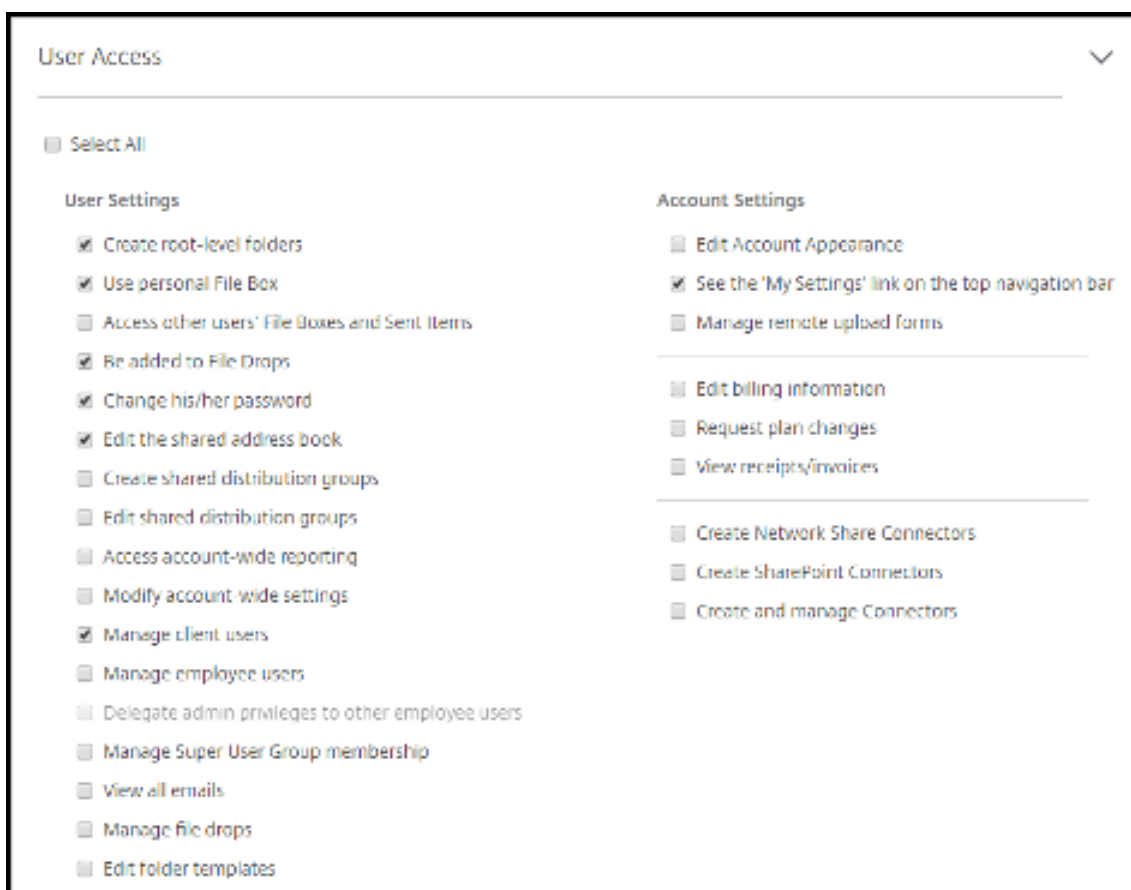 User Access
Select All
User Settings
Create root-level folders
Use personal File Box
Access other users' File Boxes and Sent Items
Be added to File Drops
Change his/her password
Edit the shared address book
Create shared distribution groups
Edit shared distribution groups
Access account-wide reporting
Modify account-wide settings
Manage client users
Manage employee users
Delegate admin privileges to other employee users
Manage Super User Group membership
View all emails
Manage file drops
Edit folder templates
Account Settings
Edit Account Appearance
See the 'My Settings' link on the top navigation bar
Manage remote upload forms
Edit billing information
Request plan changes
View receipts/invoices
Create Network Share Connectors
Create SharePoint Connectors
Create and manage Connectors